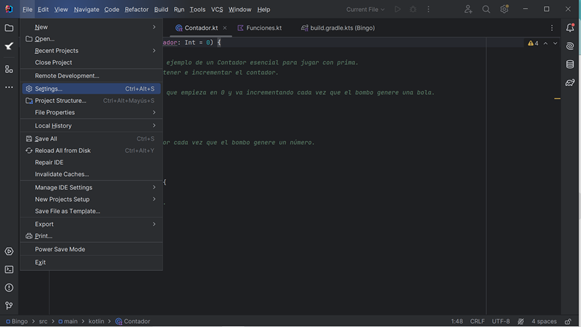 File Edit View Navigate Code Refactor Build Run Tools VCS Window Help
Current File
Contador.kt
Funciones.kt
build.gradle.kts (Bingo)
New
Open...
Recent Projects
Close Project
Remote Development...
Settings... Ctrl+Alt+S
Project Structure... Ctrl+Alt+Mayús+S
File Properties
Local History
Save All Ctrl+S
Reload All from Disk Ctrl+Alt+Y
Repair IDE
Invalidate Caches...
Manage IDE Settings
New Projects Setup
Save File as Template...
Export
Print...
Power Save Mode
Exit
ador: Int = 0) {
4
ejemplo de un Contador esencial para jugar con prima.
tener e incrementar el contador.
que empieza en 0 y va incrementando cada vez que el bombo genere una bola.
or cada vez que el bombo genere un número.
{
Bingo > src > main > kotlin > Contador
1:48 CRLF UTF-8 4 spaces